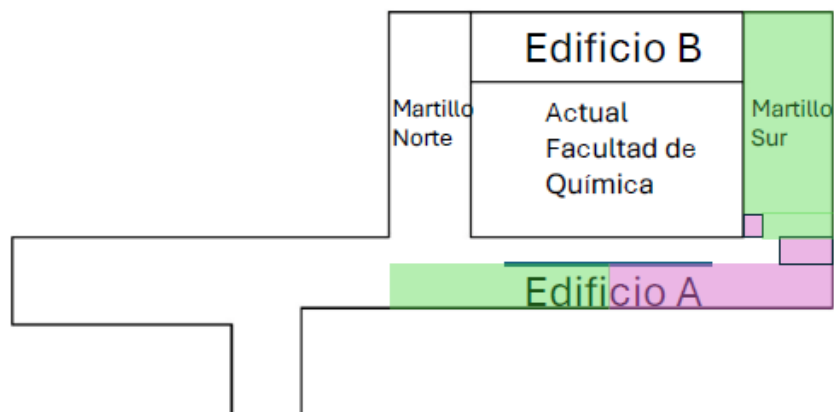 Edificio B
Martillo
Norte
Actual
Facultad de
Química
Martillo
Sur
Edificio A